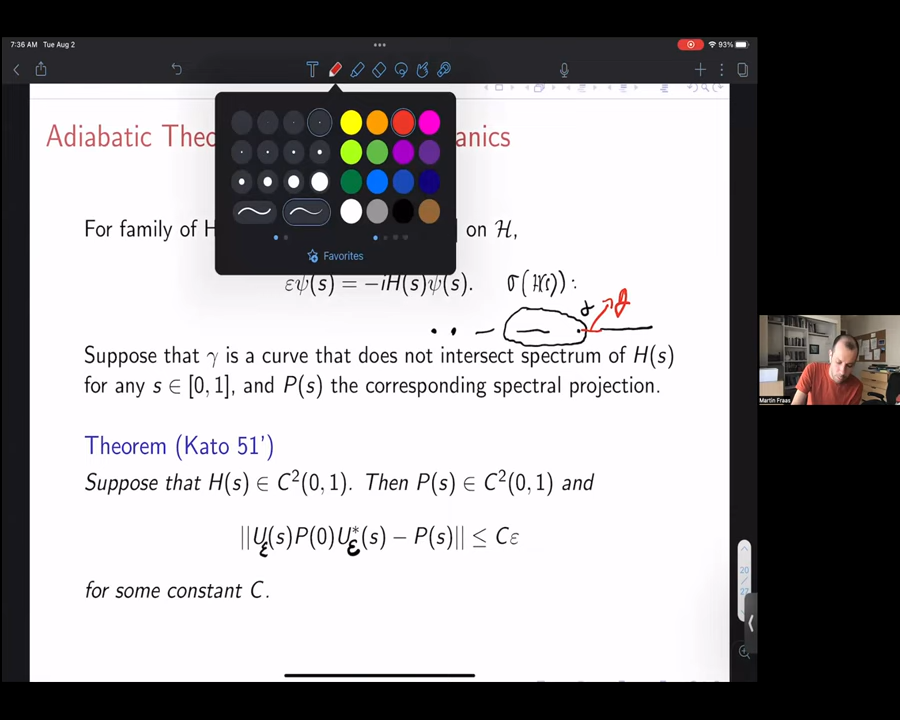 7:36 AM Tue Aug 2
93%
Adiabatic Theo
anics
For family of H
] on H,
εψ̇(s) = −iH(s)ψ(s). σ(H(s)):
γ g
Suppose that γ is a curve that does not intersect spectrum of H(s)
for any s ∈ [0, 1], and P(s) the corresponding spectral projection.
Theorem (Kato 51')
Suppose that H(s) ∈ C²(0, 1). Then P(s) ∈ C²(0, 1) and
||U_ε(s)P(0)U*_ε(s) − P(s)|| ≤ Cε
for some constant C.
Favorites
20 /
Martin Fraas